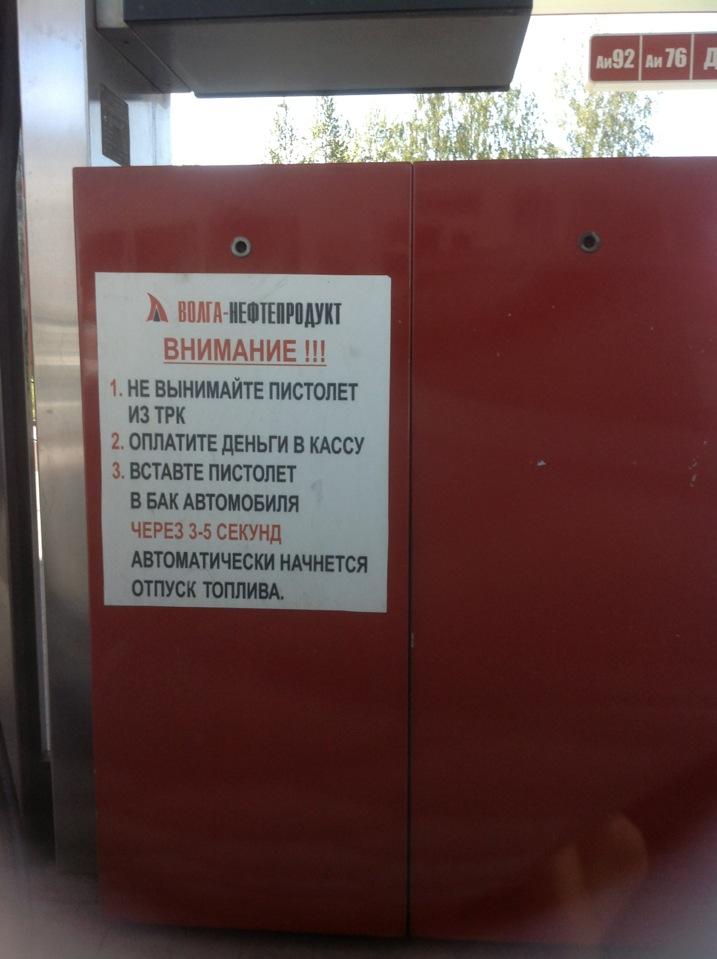 Аи92 Аи76 Д
ВОЛГА-НЕФТЕПРОДУКТ
ВНИМАНИЕ !!!
1. НЕ ВЫНИМАЙТЕ ПИСТОЛЕТ
ИЗ ТРК
2. ОПЛАТИТЕ ДЕНЬГИ В КАССУ
3. ВСТАВТЕ ПИСТОЛЕТ
В БАК АВТОМОБИЛЯ
ЧЕРЕЗ 3-5 СЕКУНД
АВТОМАТИЧЕСКИ НАЧНЕТСЯ
ОТПУСК ТОПЛИВА.